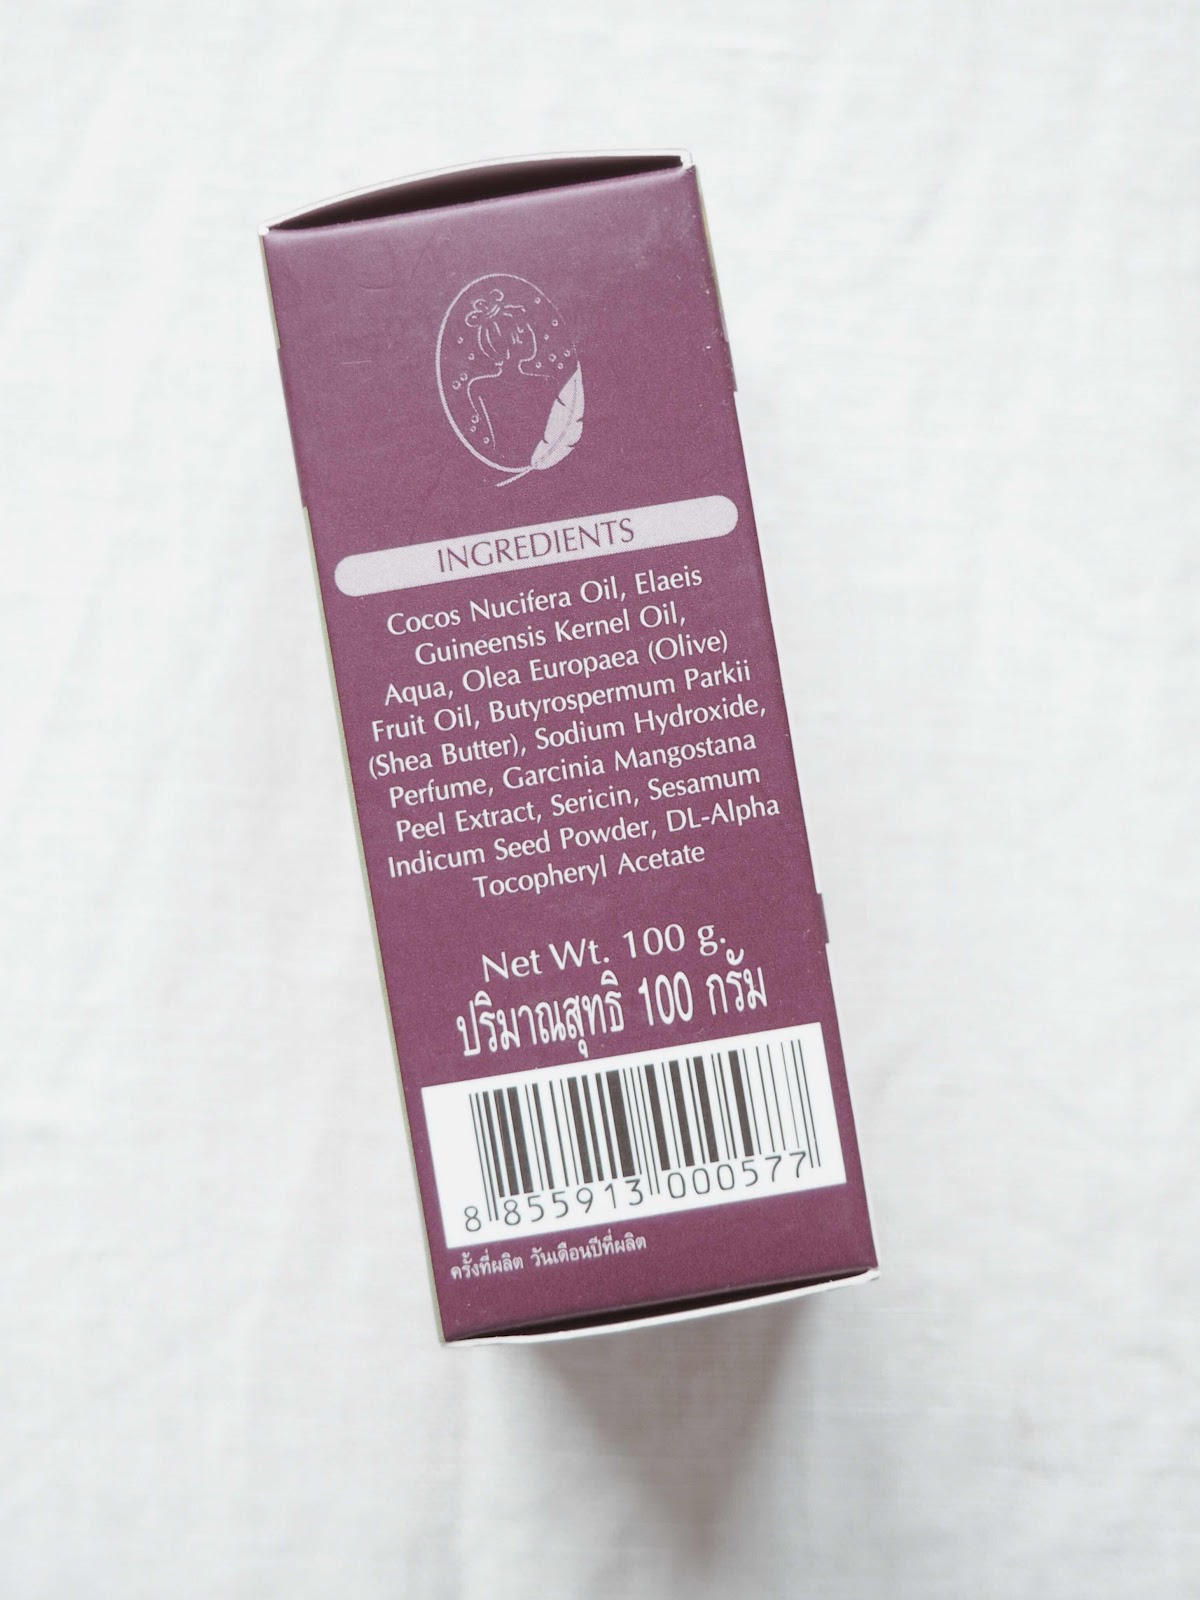 INGREDIENTS
Cocos Nucifera Oil, Elaeis
Guineensis Kernel Oil,
Aqua, Olea Europaea (Olive)
Fruit Oil, Butyrospermum Parkii
(Shea Butter), Sodium Hydroxide,
Perfume, Garcinia Mangostana
Peel Extract, Sericin, Sesamum
Indicum Seed Powder, DL-Alpha
Tocopheryl Acetate
Net Wt. 100 g.
ปริมาณสุทธิ 100 กรัม
8 855913 000577
ครั้งที่ผลิต วันเดือนปีที่ผลิต